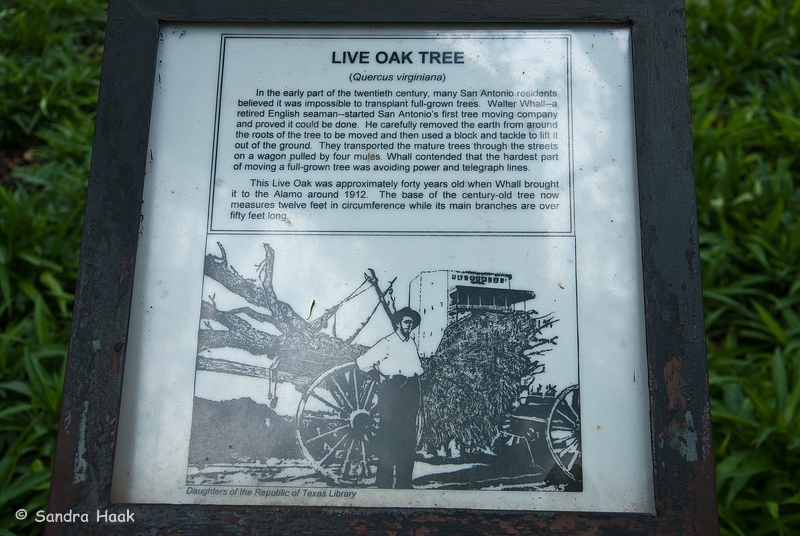 LIVE OAK TREE
(Quercus virginiana)
In the early part of the twentieth century, many San Antonio residents
believed it was impossible to transplant full-grown trees. Walter Whall--a
retired English seaman--started San Antonio's first tree moving company
and proved it could be done. He carefully removed the earth from around
the roots of the tree to be moved and then used a block and tackle to lift it
out of the ground. They transported the mature trees through the streets
on a wagon pulled by four mules. Whall contended that the hardest part
of moving a full-grown tree was avoiding power and telegraph lines.
This Live Oak was approximately forty years old when Whall brought
it to the Alamo around 1912. The base of the century-old tree now
measures twelve feet in circumference while its main branches are over
fifty feet long.
Daughters of the Republic of Texas Library
© Sandra Haak